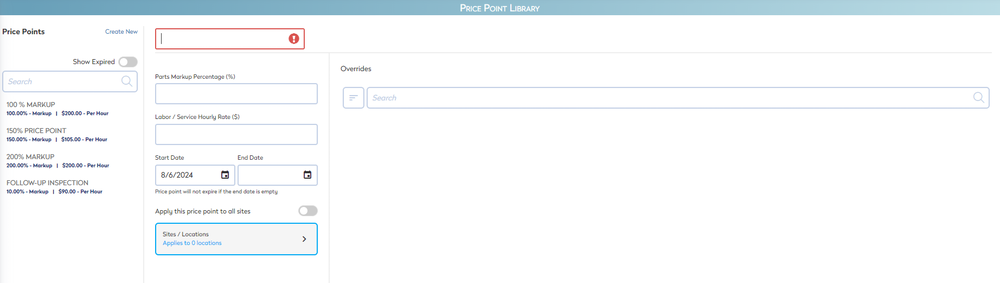 Price Point Library
Price Points
Create New
Show Expired
Search
100 % MARKUP
100.00% - Markup | $200.00 - Per Hour
150% PRICE POINT
150.00% - Markup | $105.00 - Per Hour
200% MARKUP
200.00% - Markup | $200.00 - Per Hour
FOLLOW-UP INSPECTION
10.00% - Markup | $90.00 - Per Hour
Parts Markup Percentage (%)
Labor / Service Hourly Rate ($)
Start Date
End Date
8/6/2024
Price point will not expire if the end date is empty.
Apply this price point to all sites
Sites / Locations
Applies to 0 locations
Overrides
Search